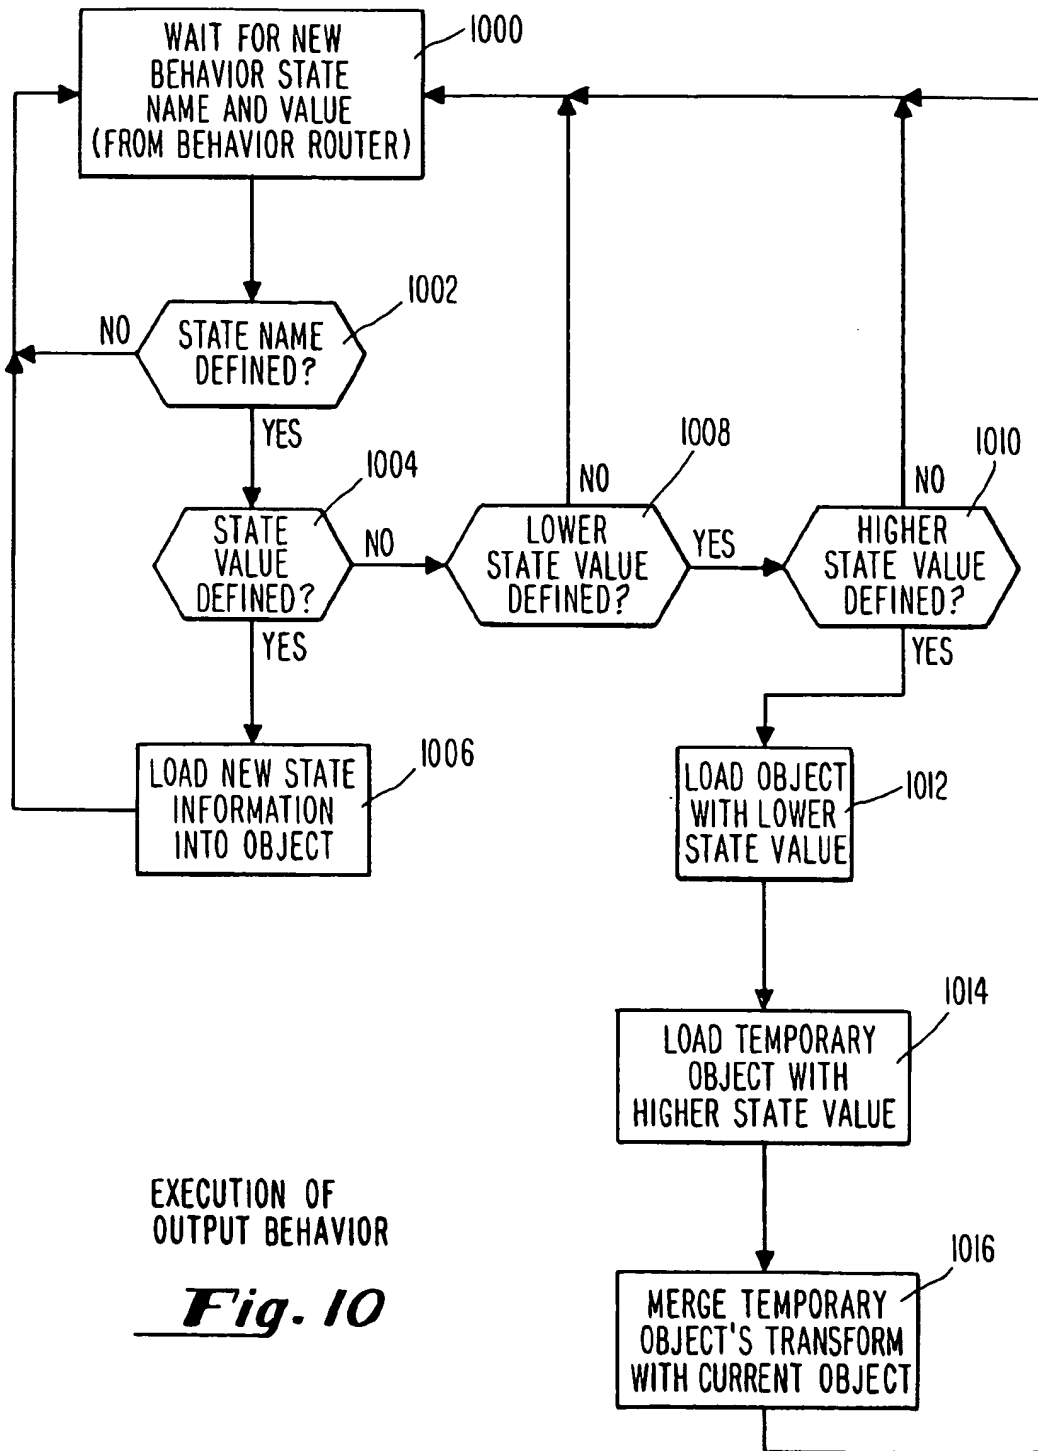 WAIT FOR NEW
BEHAVIOR STATE
NAME AND VALUE
(FROM BEHAVIOR ROUTER)
1000
STATE NAME
DEFINED?
1002
NO
YES
STATE
VALUE
DEFINED?
1004
NO
YES
LOWER
STATE VALUE
DEFINED?
1008
NO
YES
HIGHER
STATE VALUE
DEFINED?
1010
NO
YES
LOAD NEW STATE
INFORMATION
INTO OBJECT
1006
LOAD OBJECT
WITH LOWER
STATE VALUE
1012
LOAD TEMPORARY
OBJECT WITH
HIGHER STATE VALUE
1014
MERGE TEMPORARY
OBJECT'S TRANSFORM
WITH CURRENT OBJECT
1016
EXECUTION OF
OUTPUT BEHAVIOR
Fig. 10